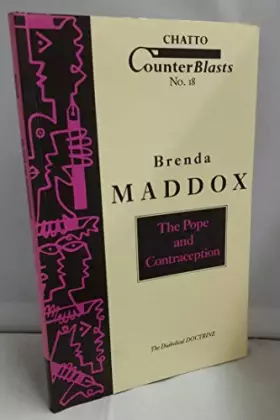 CHATTO
CounterBlasts
No. 18
Brenda
MADDOX
The Pope
and
Contraception
The Diabolical DOCTRINE